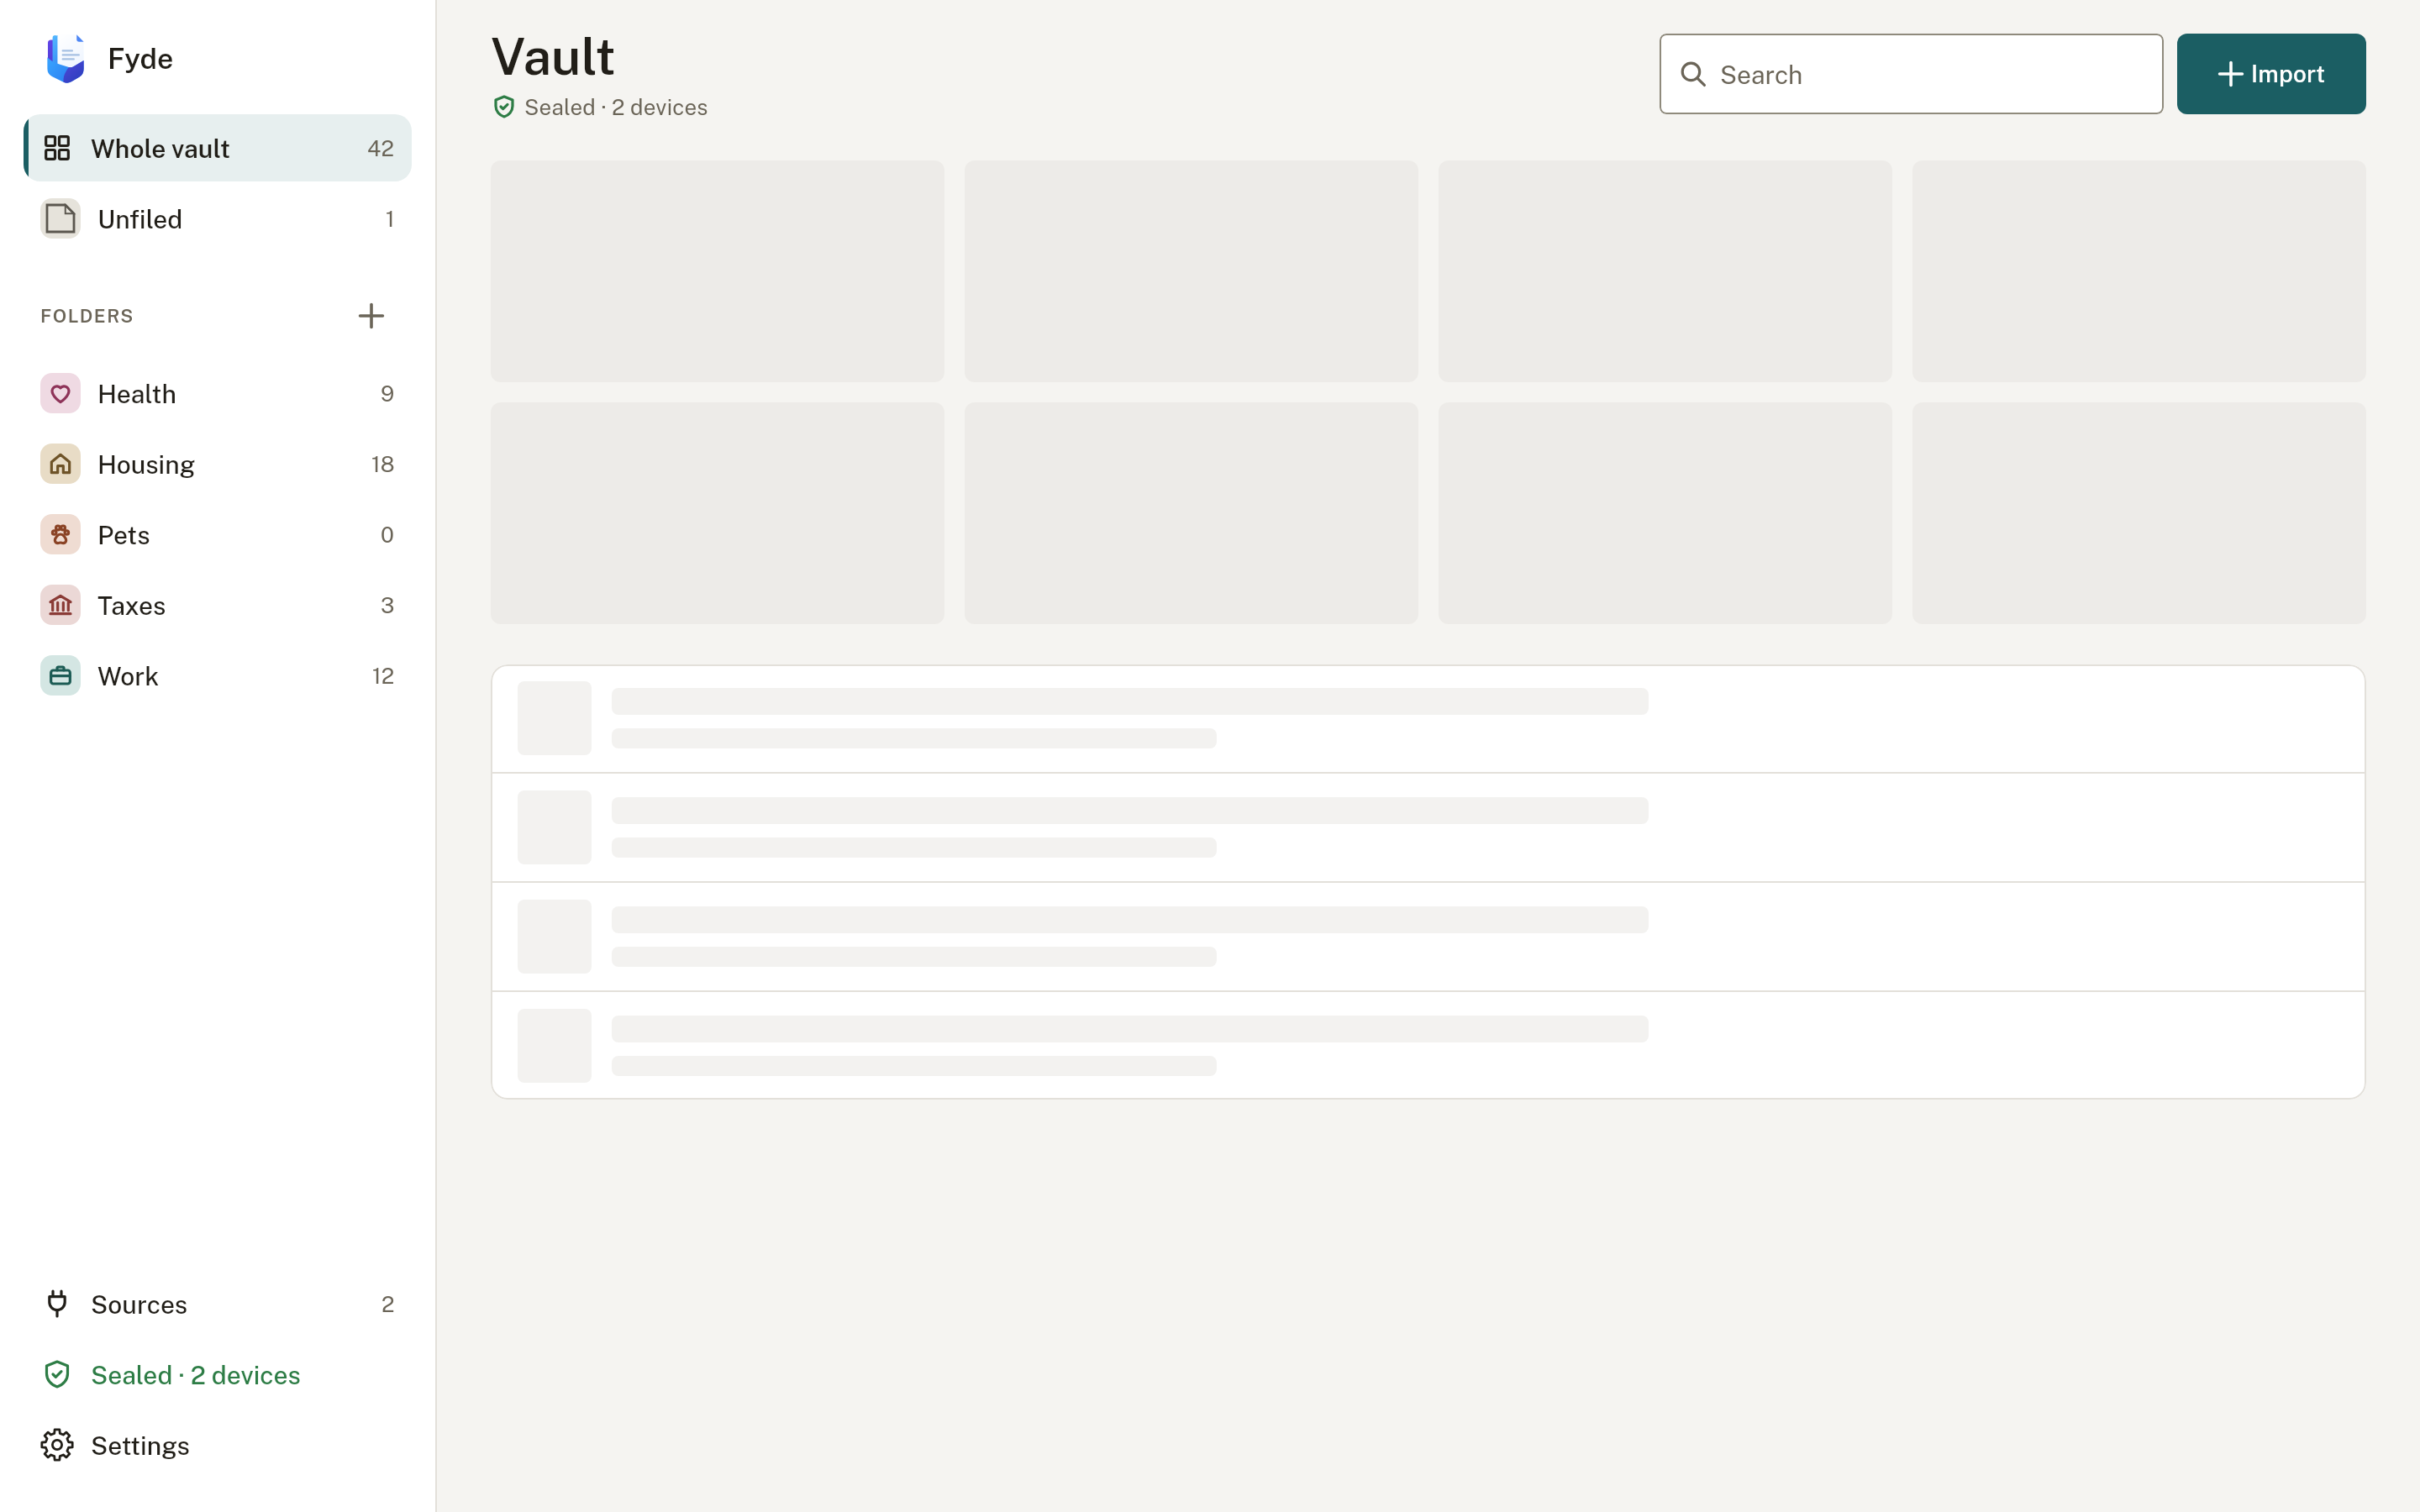 Fyde
Whole vault 42
Unfiled 1
FOLDERS
Health 9
Housing 18
Pets 0
Taxes 3
Work 12
Sources 2
Sealed · 2 devices
Settings
Vault
Sealed · 2 devices
Search
Import